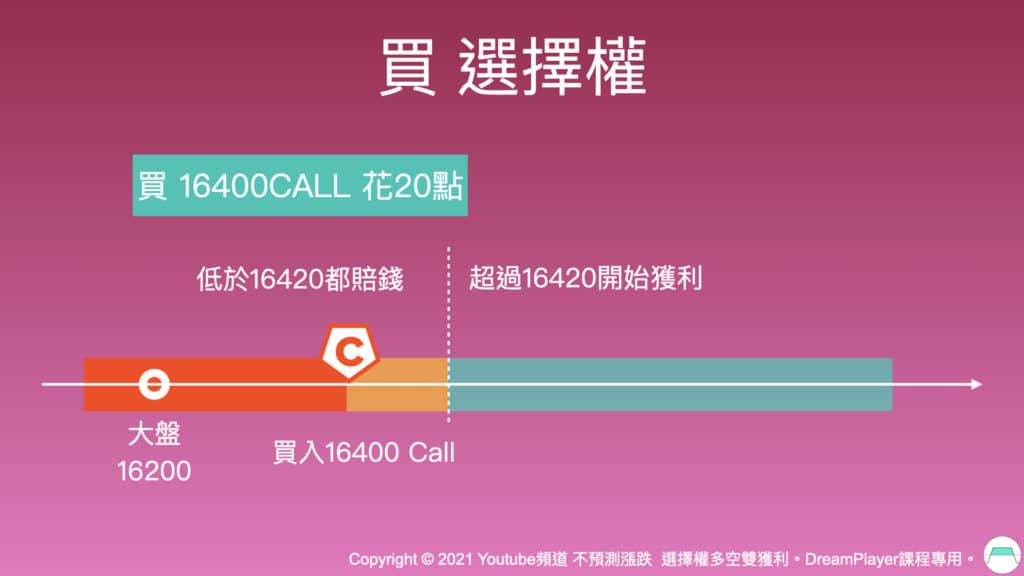 買 選擇權
買 16400CALL 花20點
低於16420都賠錢
超過16420開始獲利
C
大盤
16200
買入16400 Call
Copyright © 2021 Youtube頻道 不預測漲跌 選擇權多空雙獲利。DreamPlayer課程專用。